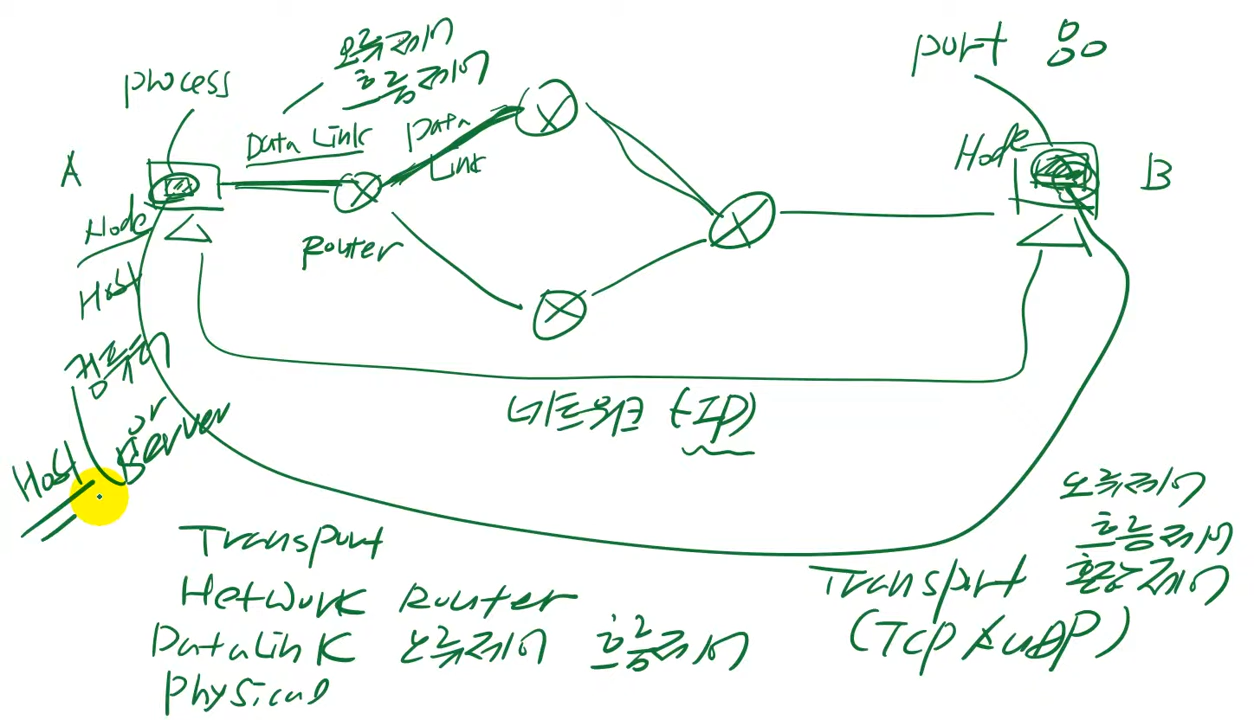 오류제어
흐름제어
process
port 80
Data Link
Data
Link
Node
A
B
Node
Router
Host
컴퓨터
네트워크 (IP)
or
Server
Host
오류제어
흐름제어
Transport
Transport 혼잡제어
Network Router
(TCP / UDP)
DataLink 오류제어 흐름제어
physical